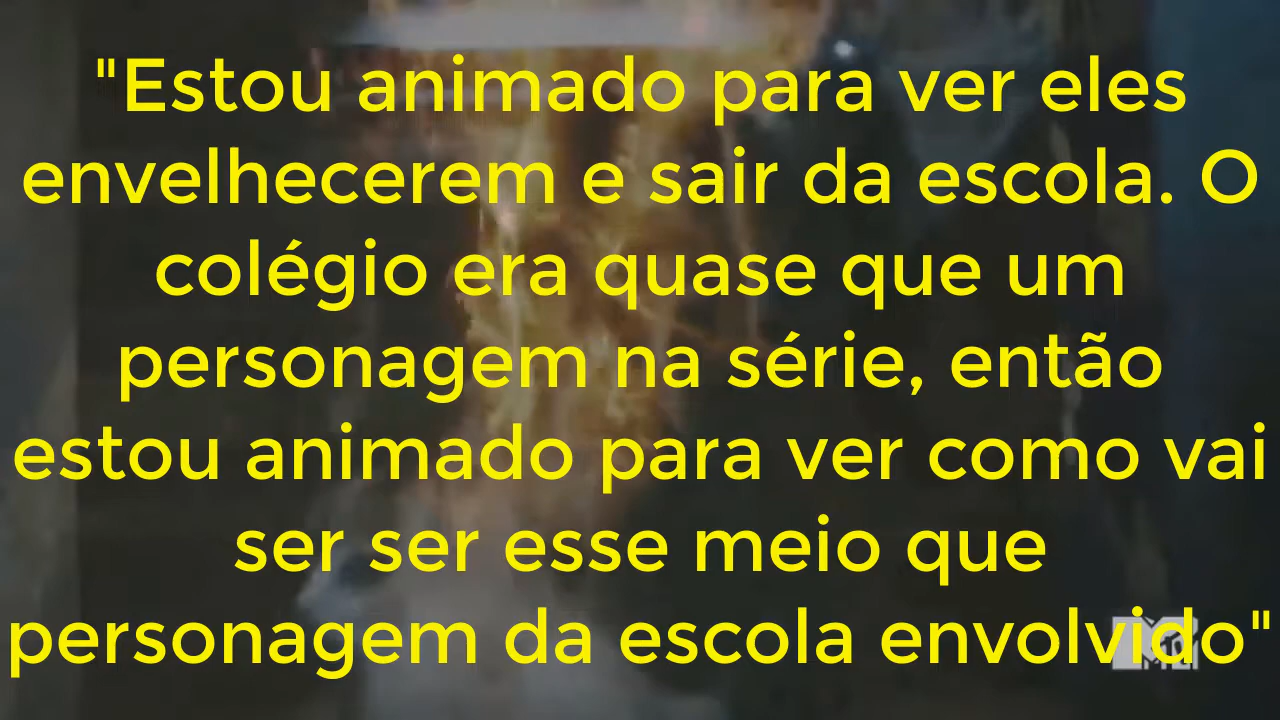 "Estou animado para ver eles
envelhecerem e sair da escola. O
colégio era quase que um
personagem na série, então
estou animado para ver como vai
ser ser esse meio que
personagem da escola envolvido"
MTV